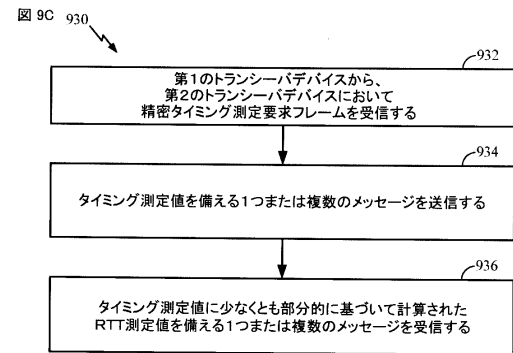 図 9C
930
932
第1のトランシーバデバイスから、
第2のトランシーバデバイスにおいて
精密タイミング測定要求フレームを受信する
934
タイミング測定値を備える1つまたは複数のメッセージを送信する
936
タイミング測定値に少なくとも部分的に基づいて計算された
RTT測定値を備える1つまたは複数のメッセージを受信する